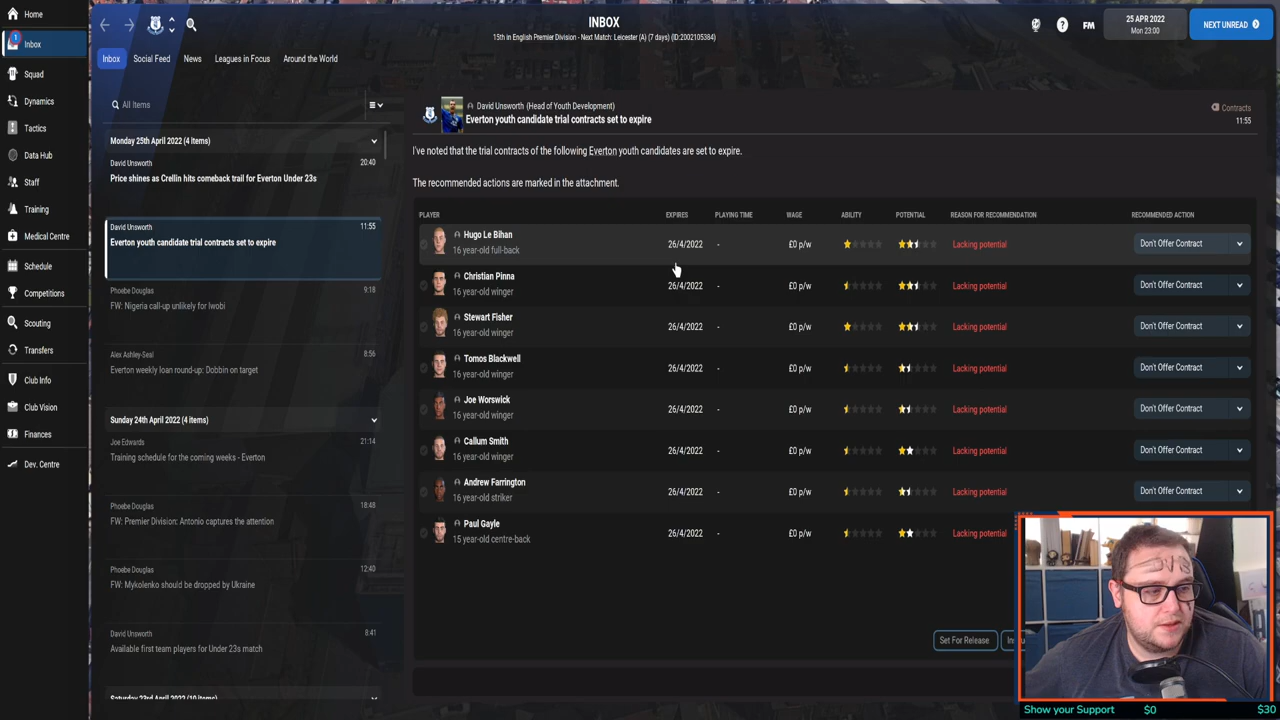 Home
Inbox
1
Squad
Dynamics
Tactics
Data Hub
Staff
Training
Medical Centre
Schedule
Competitions
Scouting
Transfers
Club Info
Club Vision
Finances
Dev. Centre
INBOX
15th in English Premier Division - Next Match: Leicester (A) (7 days) (ID:2002105384)
FM
25 APR 2022
Mon 23:00
NEXT UNREAD
Inbox
Social Feed
News
Leagues in Focus
Around the World
All Items
Monday 25th April 2022 (4 items)
David Unsworth 20:40
Price shines as Crellin hits comeback trail for Everton Under 23s
David Unsworth 11:55
Everton youth candidate trial contracts set to expire
Phoebe Douglas 9:18
FW: Nigeria call-up unlikely for Iwobi
Alex Ashley-Seal 8:56
Everton weekly loan round-up: Dobbin on target
Sunday 24th April 2022 (4 items)
Joe Edwards 21:14
Training schedule for the coming weeks - Everton
Phoebe Douglas 18:48
FW: Premier Division: Antonio captures the attention
Phoebe Douglas 12:40
FW: Mykolenko should be dropped by Ukraine
David Unsworth 8:41
Available first team players for Under 23s match
Saturday 23rd April 2022 (10 items)
David Unsworth (Head of Youth Development)
Everton youth candidate trial contracts set to expire
Contracts
11:55
I've noted that the trial contracts of the following Everton youth candidates are set to expire.
The recommended actions are marked in the attachment.
PLAYER EXPIRES PLAYING TIME WAGE ABILITY POTENTIAL REASON FOR RECOMMENDATION RECOMMENDED ACTION
Hugo Le Bihan
16 year-old full-back
26/4/2022 - £0 p/w Lacking potential Don't Offer Contract
Christian Pinna
16 year-old winger
26/4/2022 - £0 p/w Lacking potential Don't Offer Contract
Stewart Fisher
16 year-old winger
26/4/2022 - £0 p/w Lacking potential Don't Offer Contract
Tomos Blackwell
16 year-old winger
26/4/2022 - £0 p/w Lacking potential Don't Offer Contract
Joe Worswick
16 year-old winger
26/4/2022 - £0 p/w Lacking potential Don't Offer Contract
Callum Smith
16 year-old winger
26/4/2022 - £0 p/w Lacking potential Don't Offer Contract
Andrew Farrington
16 year-old striker
26/4/2022 - £0 p/w Lacking potential Don't Offer Contract
Paul Gayle
15 year-old centre-back
26/4/2022 - £0 p/w Lacking potential
Set For Release
Show your Support $0 $30